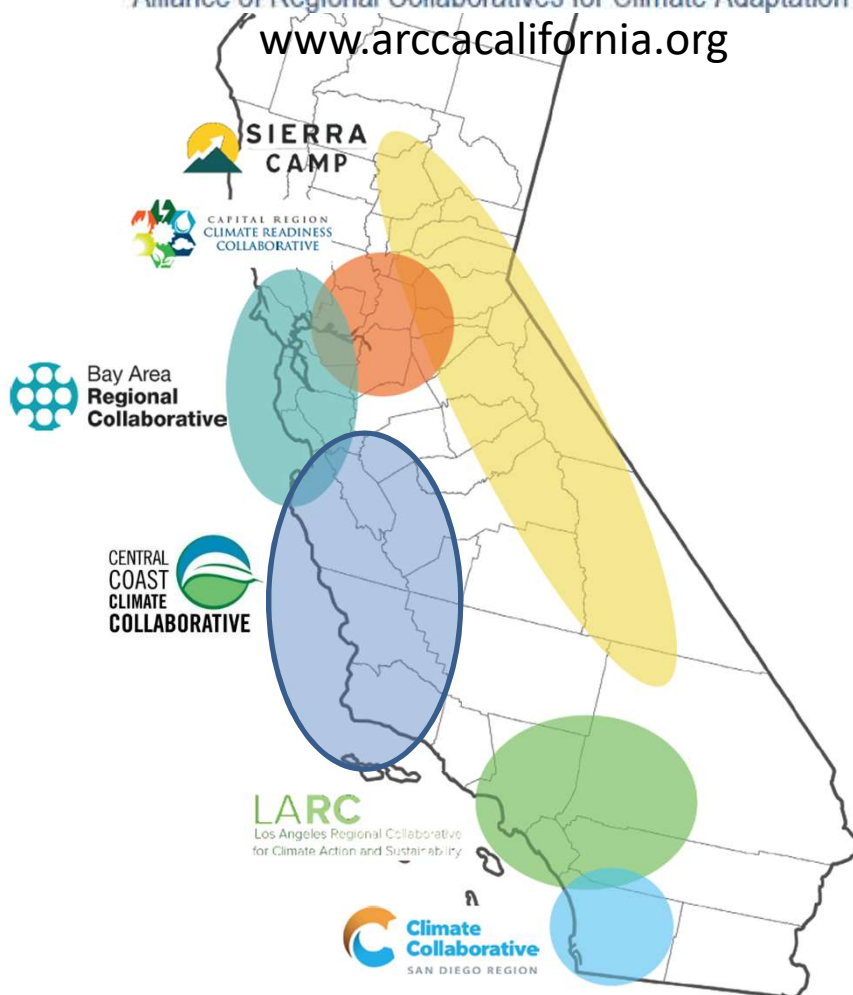 Alliance of Regional Collaboratives for Climate Adaptation
www.arccacalifornia.org
SIERRA
CAMP
CAPITAL REGION
CLIMATE READINESS
COLLABORATIVE
Bay Area
Regional
Collaborative
CENTRAL
COAST
CLIMATE
COLLABORATIVE
LARC
Los Angeles Regional Collaborative
for Climate Action and Sustainability
Climate
Collaborative
SAN DIEGO REGION